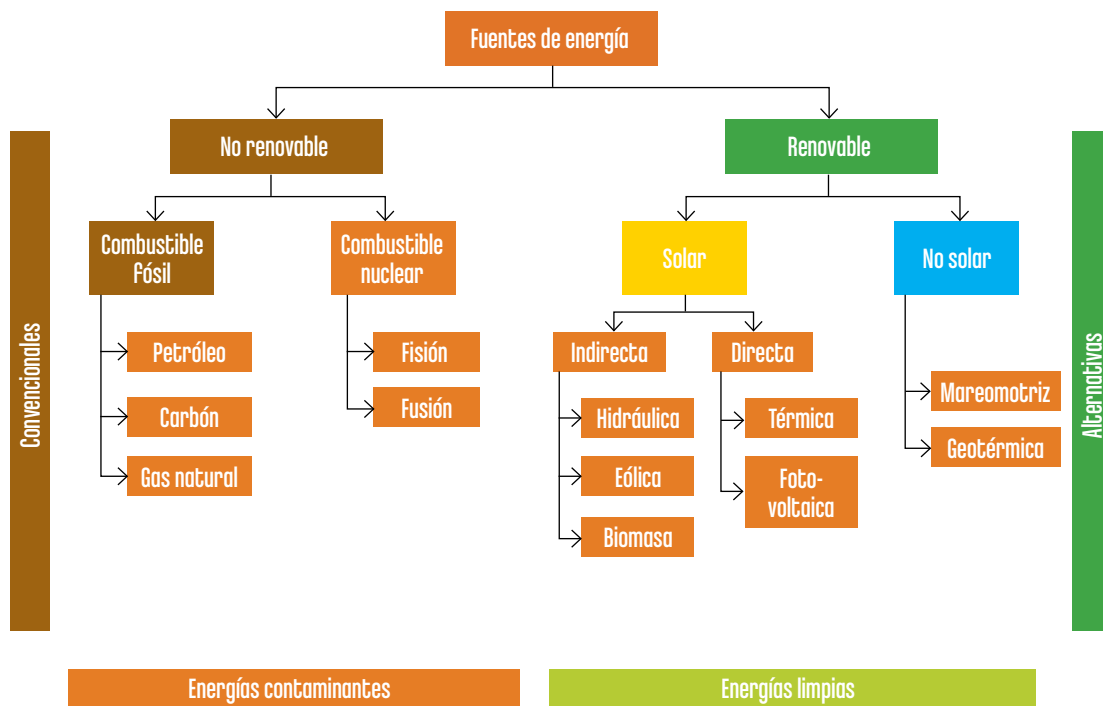 Fuentes de energía
No renovable
Renovable
Combustible
fósil
Combustible
nuclear
Solar
No solar
Petróleo
Carbón
Gas natural
Fisión
Fusión
Indirecta
Directa
Hidráulica
Eólica
Biomasa
Térmica
Foto-
voltaica
Mareomotriz
Geotérmica
Convencionales
Alternativas
Energías contaminantes
Energías limpias